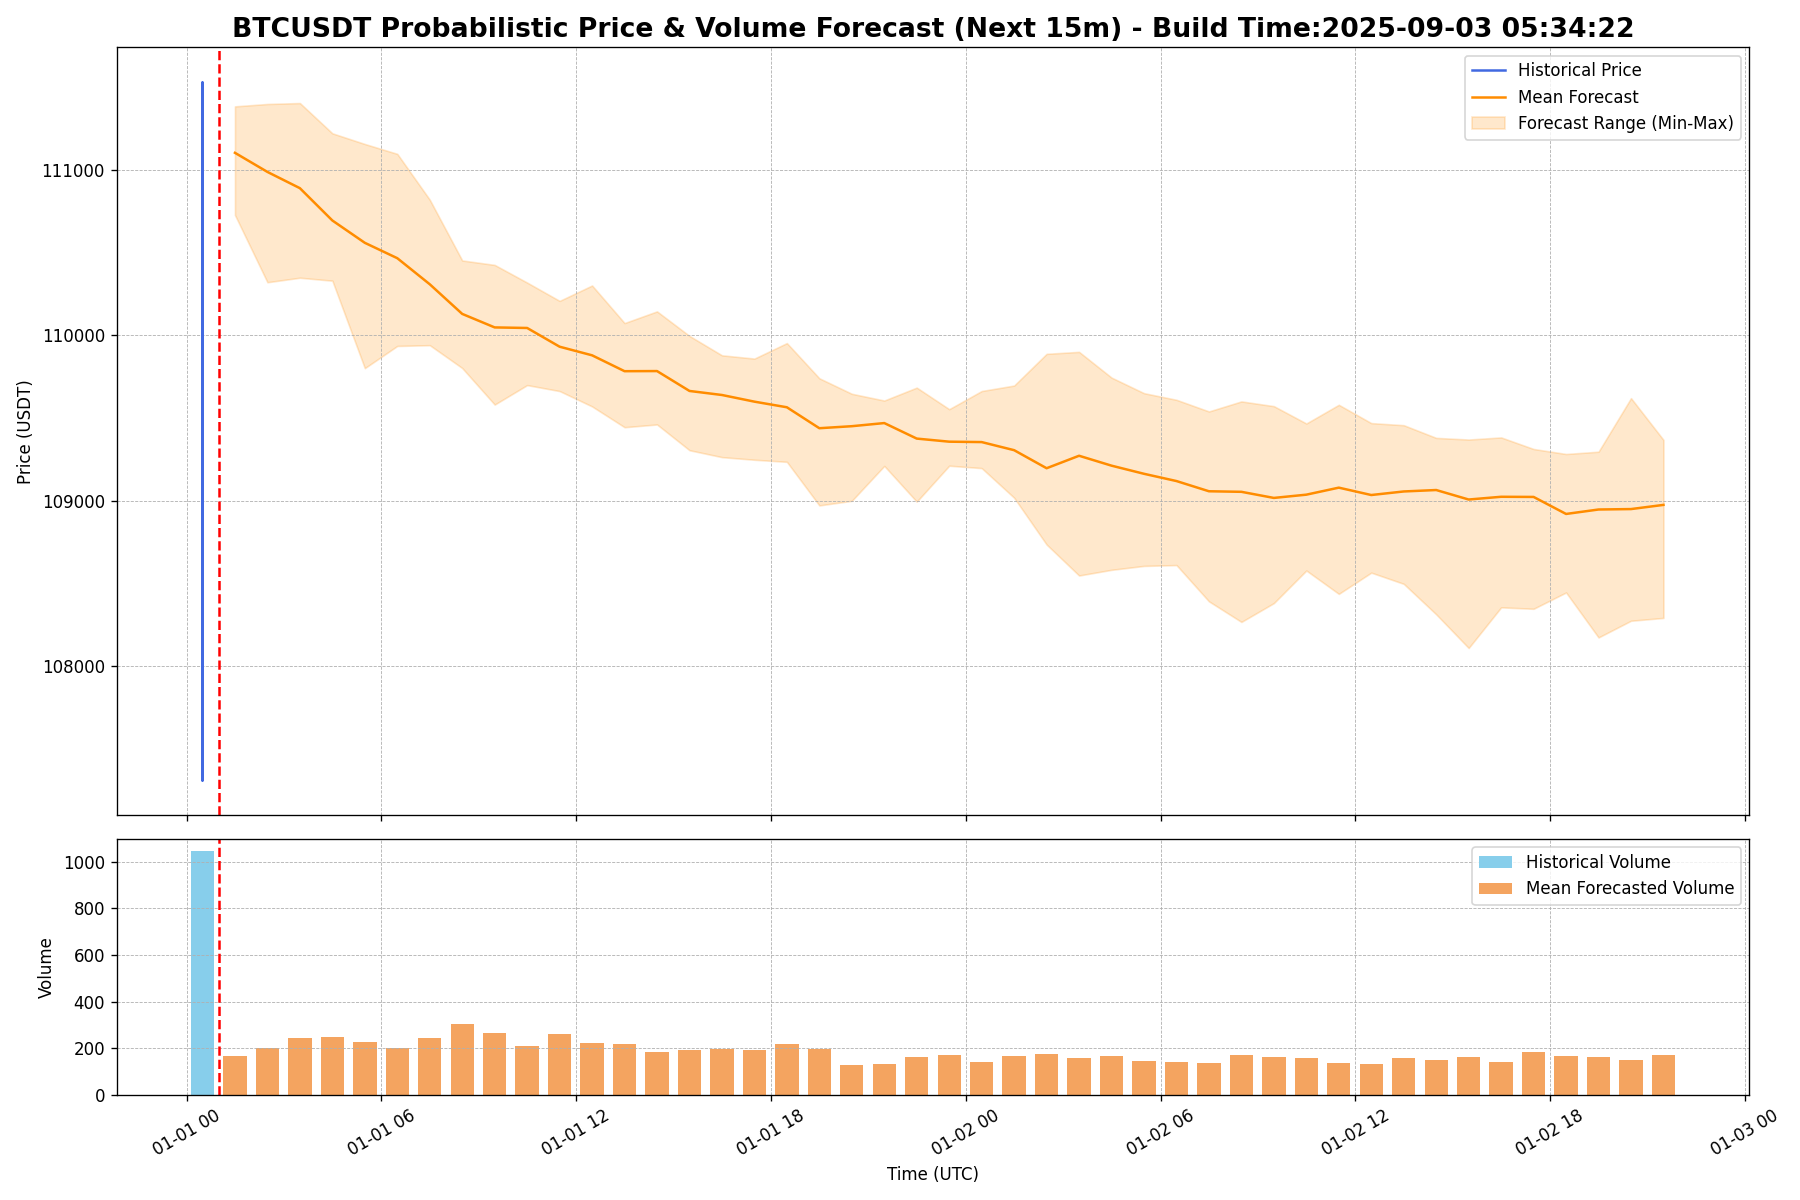 BTCUSDT Probabilistic Price & Volume Forecast (Next 15m) - Build Time:2025-09-03 05:34:22
Historical Price
Mean Forecast
Forecast Range (Min-Max)
111000
110000
109000
108000
Price (USDT)
Historical Volume
Mean Forecasted Volume
1000
800
600
400
200
0
Volume
01-01 00
01-01 06
01-01 12
01-01 18
01-02 00
01-02 06
01-02 12
01-02 18
01-03 00
Time (UTC)